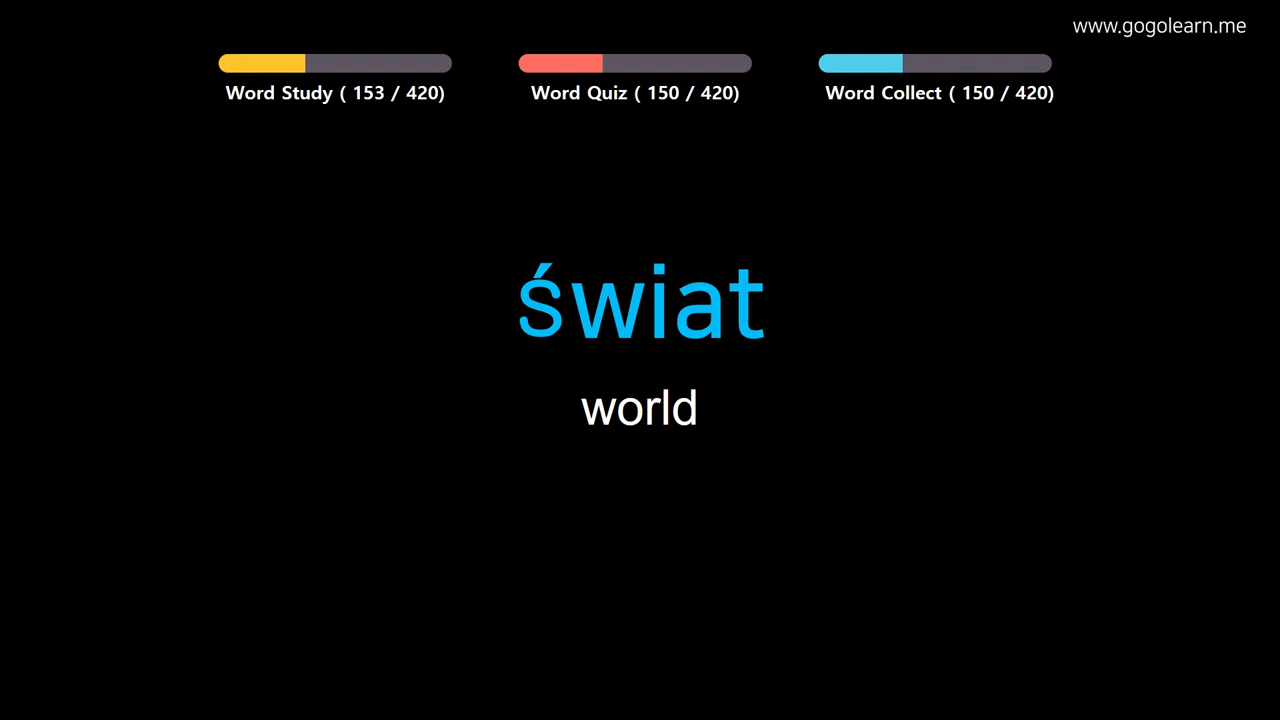 www.gogolearn.me
Word Study ( 153 / 420)
Word Quiz ( 150 / 420)
Word Collect ( 150 / 420)
świat
world